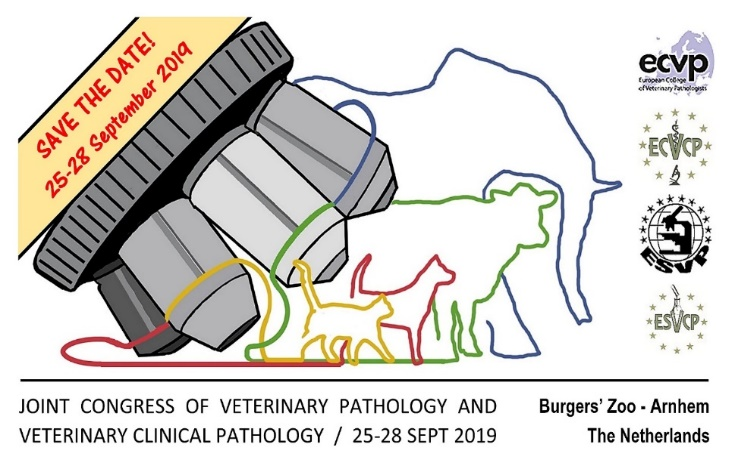 SAVE THE DATE!
25-28 September 2019
ecvp
European College
of Veterinary Pathologists
ECVCP
ESVP
ESVCP
JOINT CONGRESS OF VETERINARY PATHOLOGY AND
VETERINARY CLINICAL PATHOLOGY / 25-28 SEPT 2019
Burgers’ Zoo - Arnhem
The Netherlands